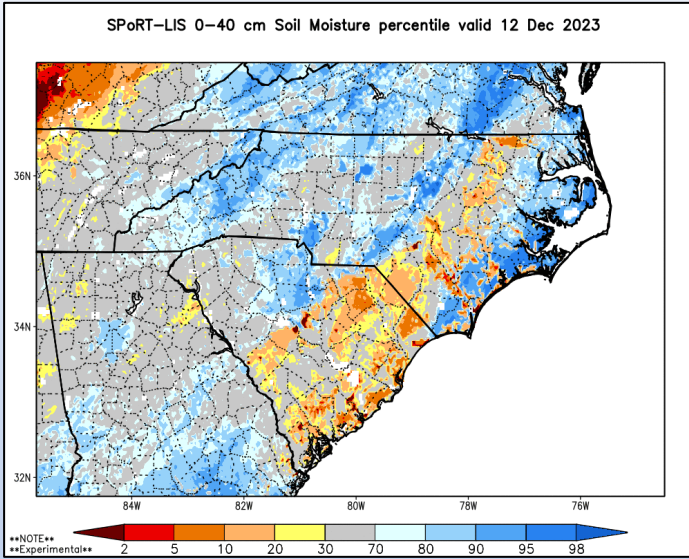 SPoRT-LIS 0-40 cm Soil Moisture percentile valid 12 Dec 2023
36N
34N
32N
84W 82W 80W 78W 76W
**NOTE**
**Experimental**
2 5 10 20 30 70 80 90 95 98